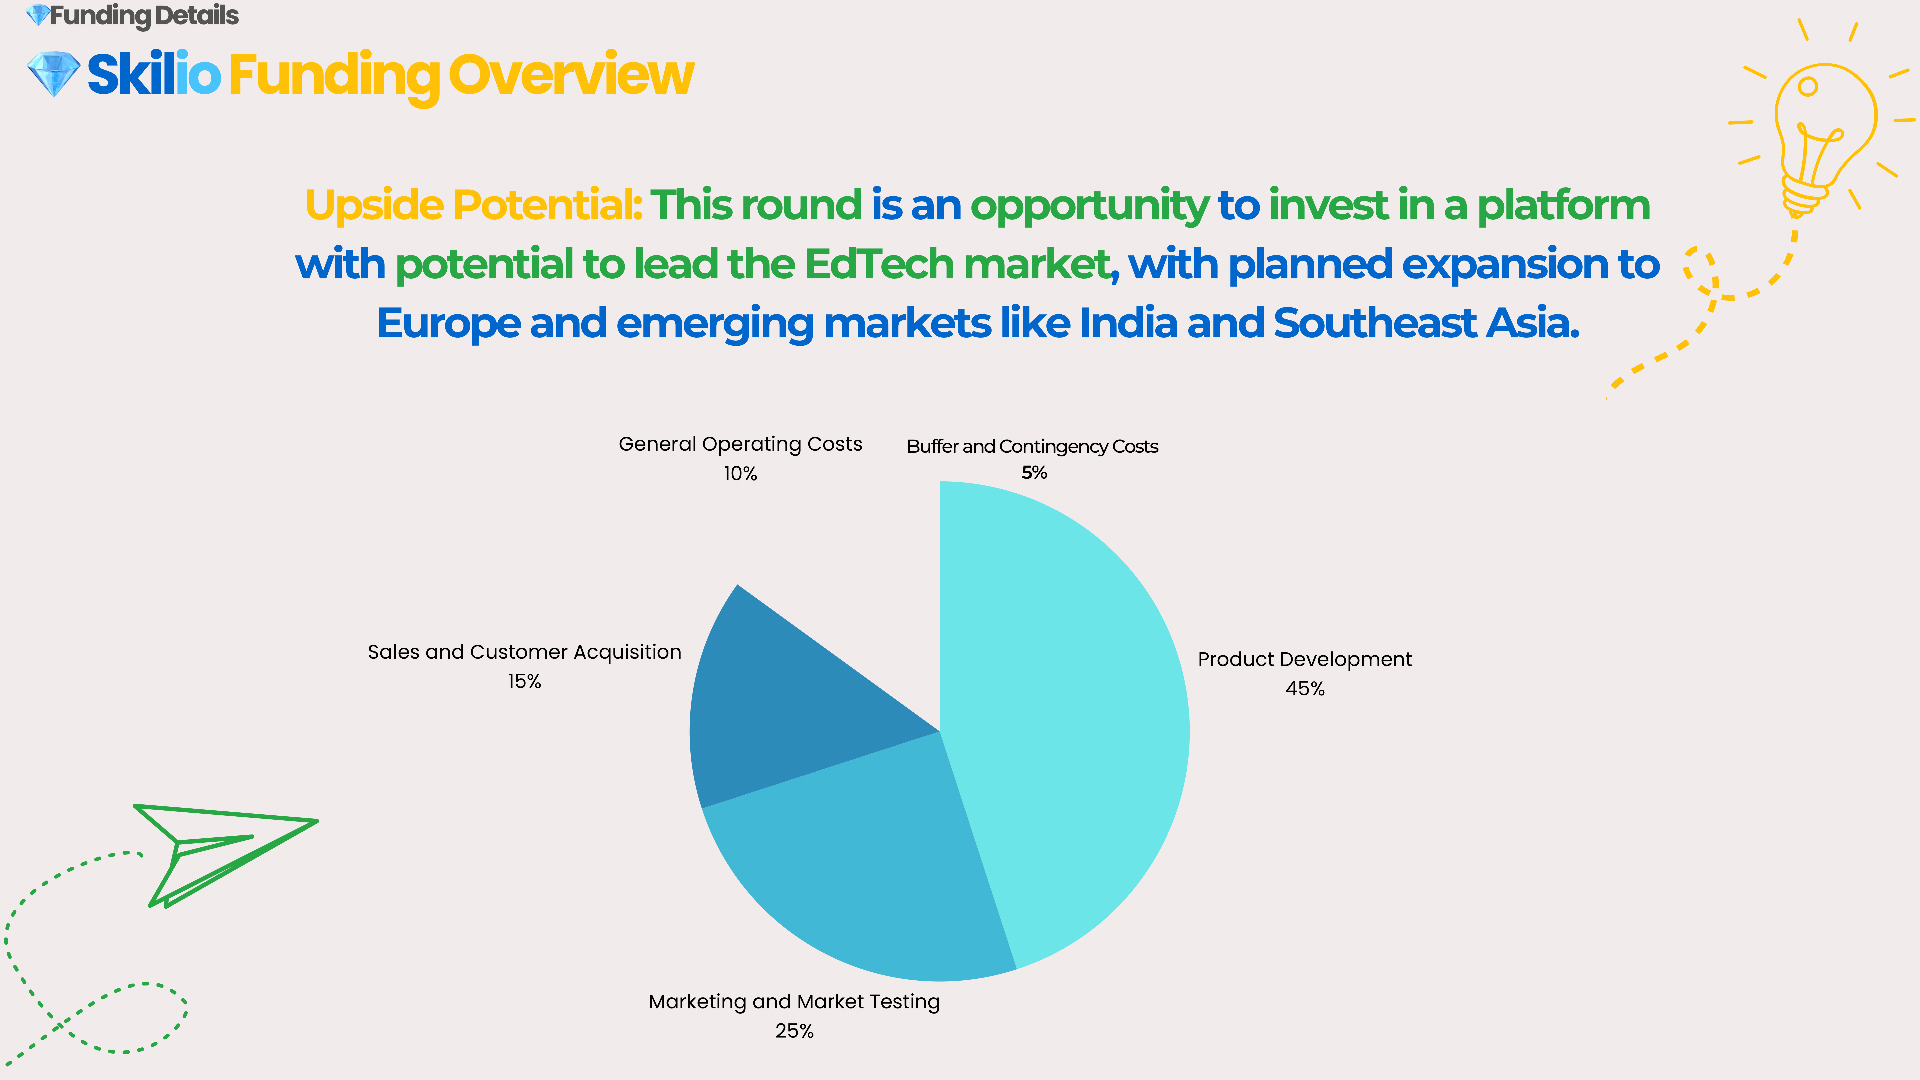 Funding Details
Skilio Funding Overview
Upside Potential: This round is an opportunity to invest in a platform
with potential to lead the EdTech market, with planned expansion to
Europe and emerging markets like India and Southeast Asia.
General Operating Costs
10%
Buffer and Contingency Costs
5%
Sales and Customer Acquisition
15%
Product Development
45%
Marketing and Market Testing
25%